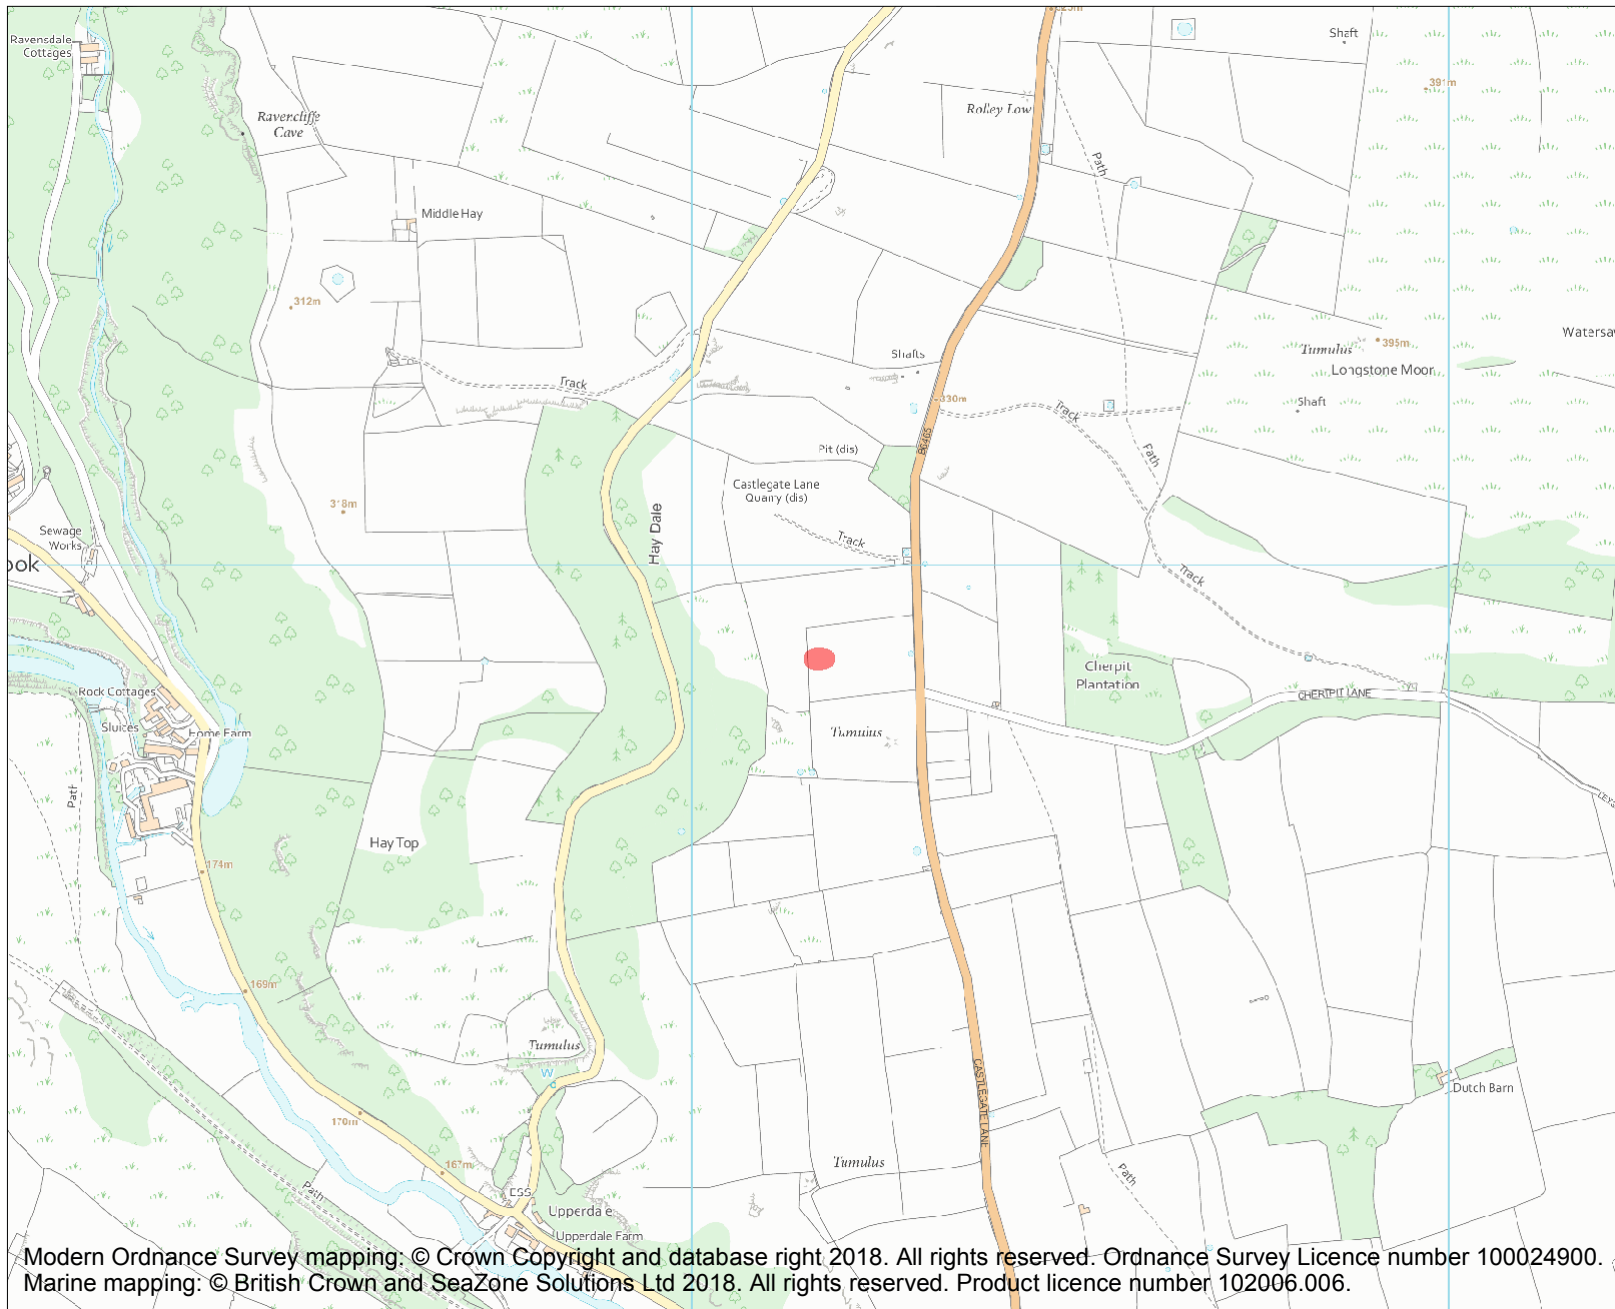 325m
Ravensdale
Cottages
Shaft
391m
Ravencliffe
Cave
Rolley Low
Path
Middle Hay
312m
Watersaw
Tumulus
395m
Longstone Moor
Shafts
Track
330m
Track
Shaft
B6465
Pit (dis)
Path
Castlegate Lane
Quarry (dis)
318m
Hay Dale
Sewage
Works
Track
ook
Track
Cherpit
Plantation
Rock Cottages
CHERTPIT LANE
Sluices
Home Farm
Tumulus
Path
Hay Top
174m
169m
Tumulus
W
CASTLEGATE LANE
Dutch Barn
170m
167m
Tumulus
Path
Path
ESS
Upperdale
Upperdale Farm
Modern Ordnance Survey mapping: © Crown Copyright and database right 2018. All rights reserved. Ordnance Survey Licence number 100024900.
Marine mapping: © British Crown and SeaZone Solutions Ltd 2018. All rights reserved. Product licence number 102006.006.